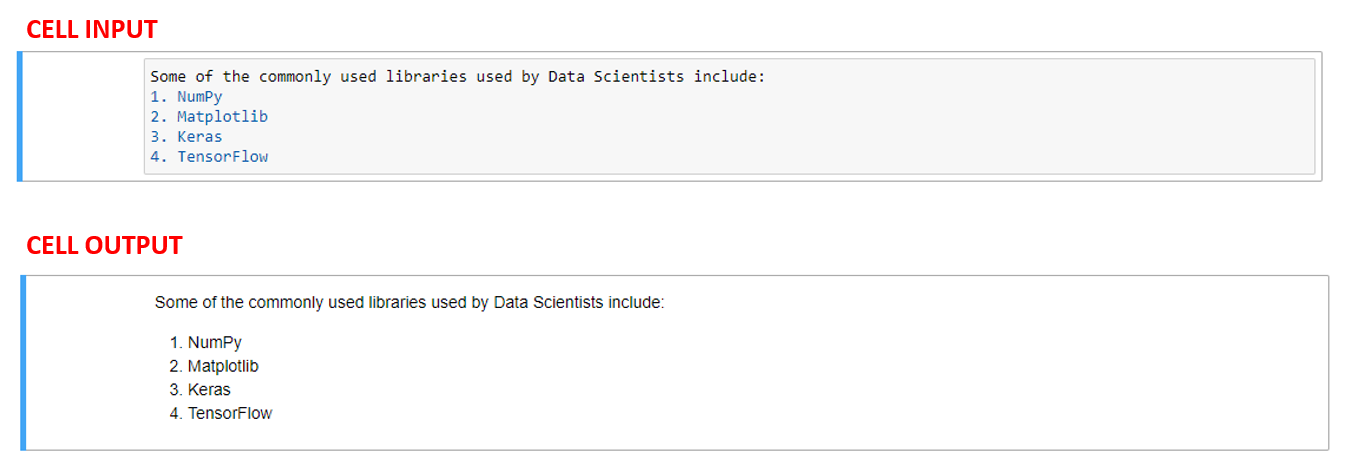 CELL INPUT
Some of the commonly used libraries used by Data Scientists include:
1. NumPy
2. Matplotlib
3. Keras
4. TensorFlow
CELL OUTPUT
Some of the commonly used libraries used by Data Scientists include:
1. NumPy
2. Matplotlib
3. Keras
4. TensorFlow